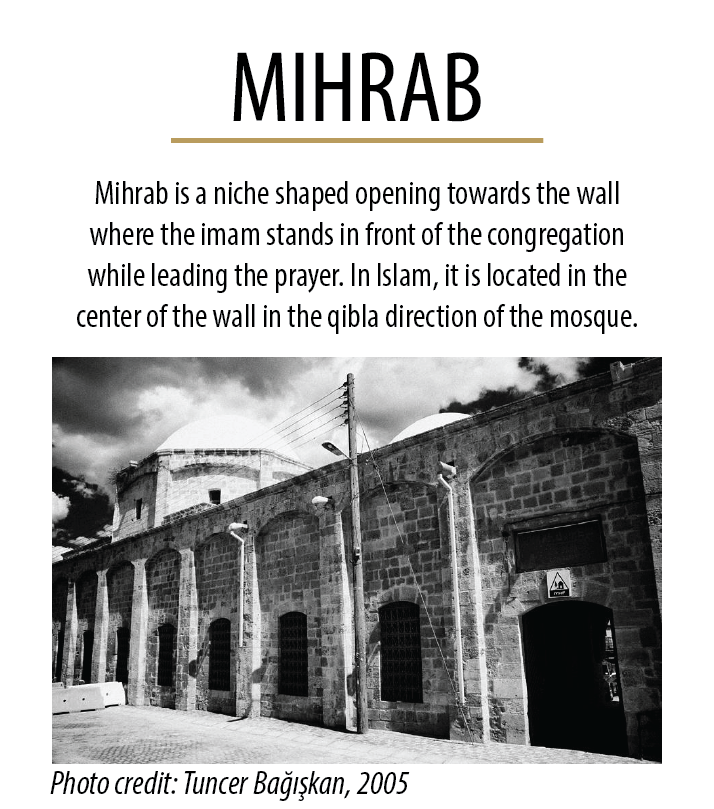 MIHRAB
Mihrab is a niche shaped opening towards the wall
where the imam stands in front of the congregation
while leading the prayer. In Islam, it is located in the
center of the wall in the qibla direction of the mosque.
Photo credit: Tuncer Bağışkan, 2005